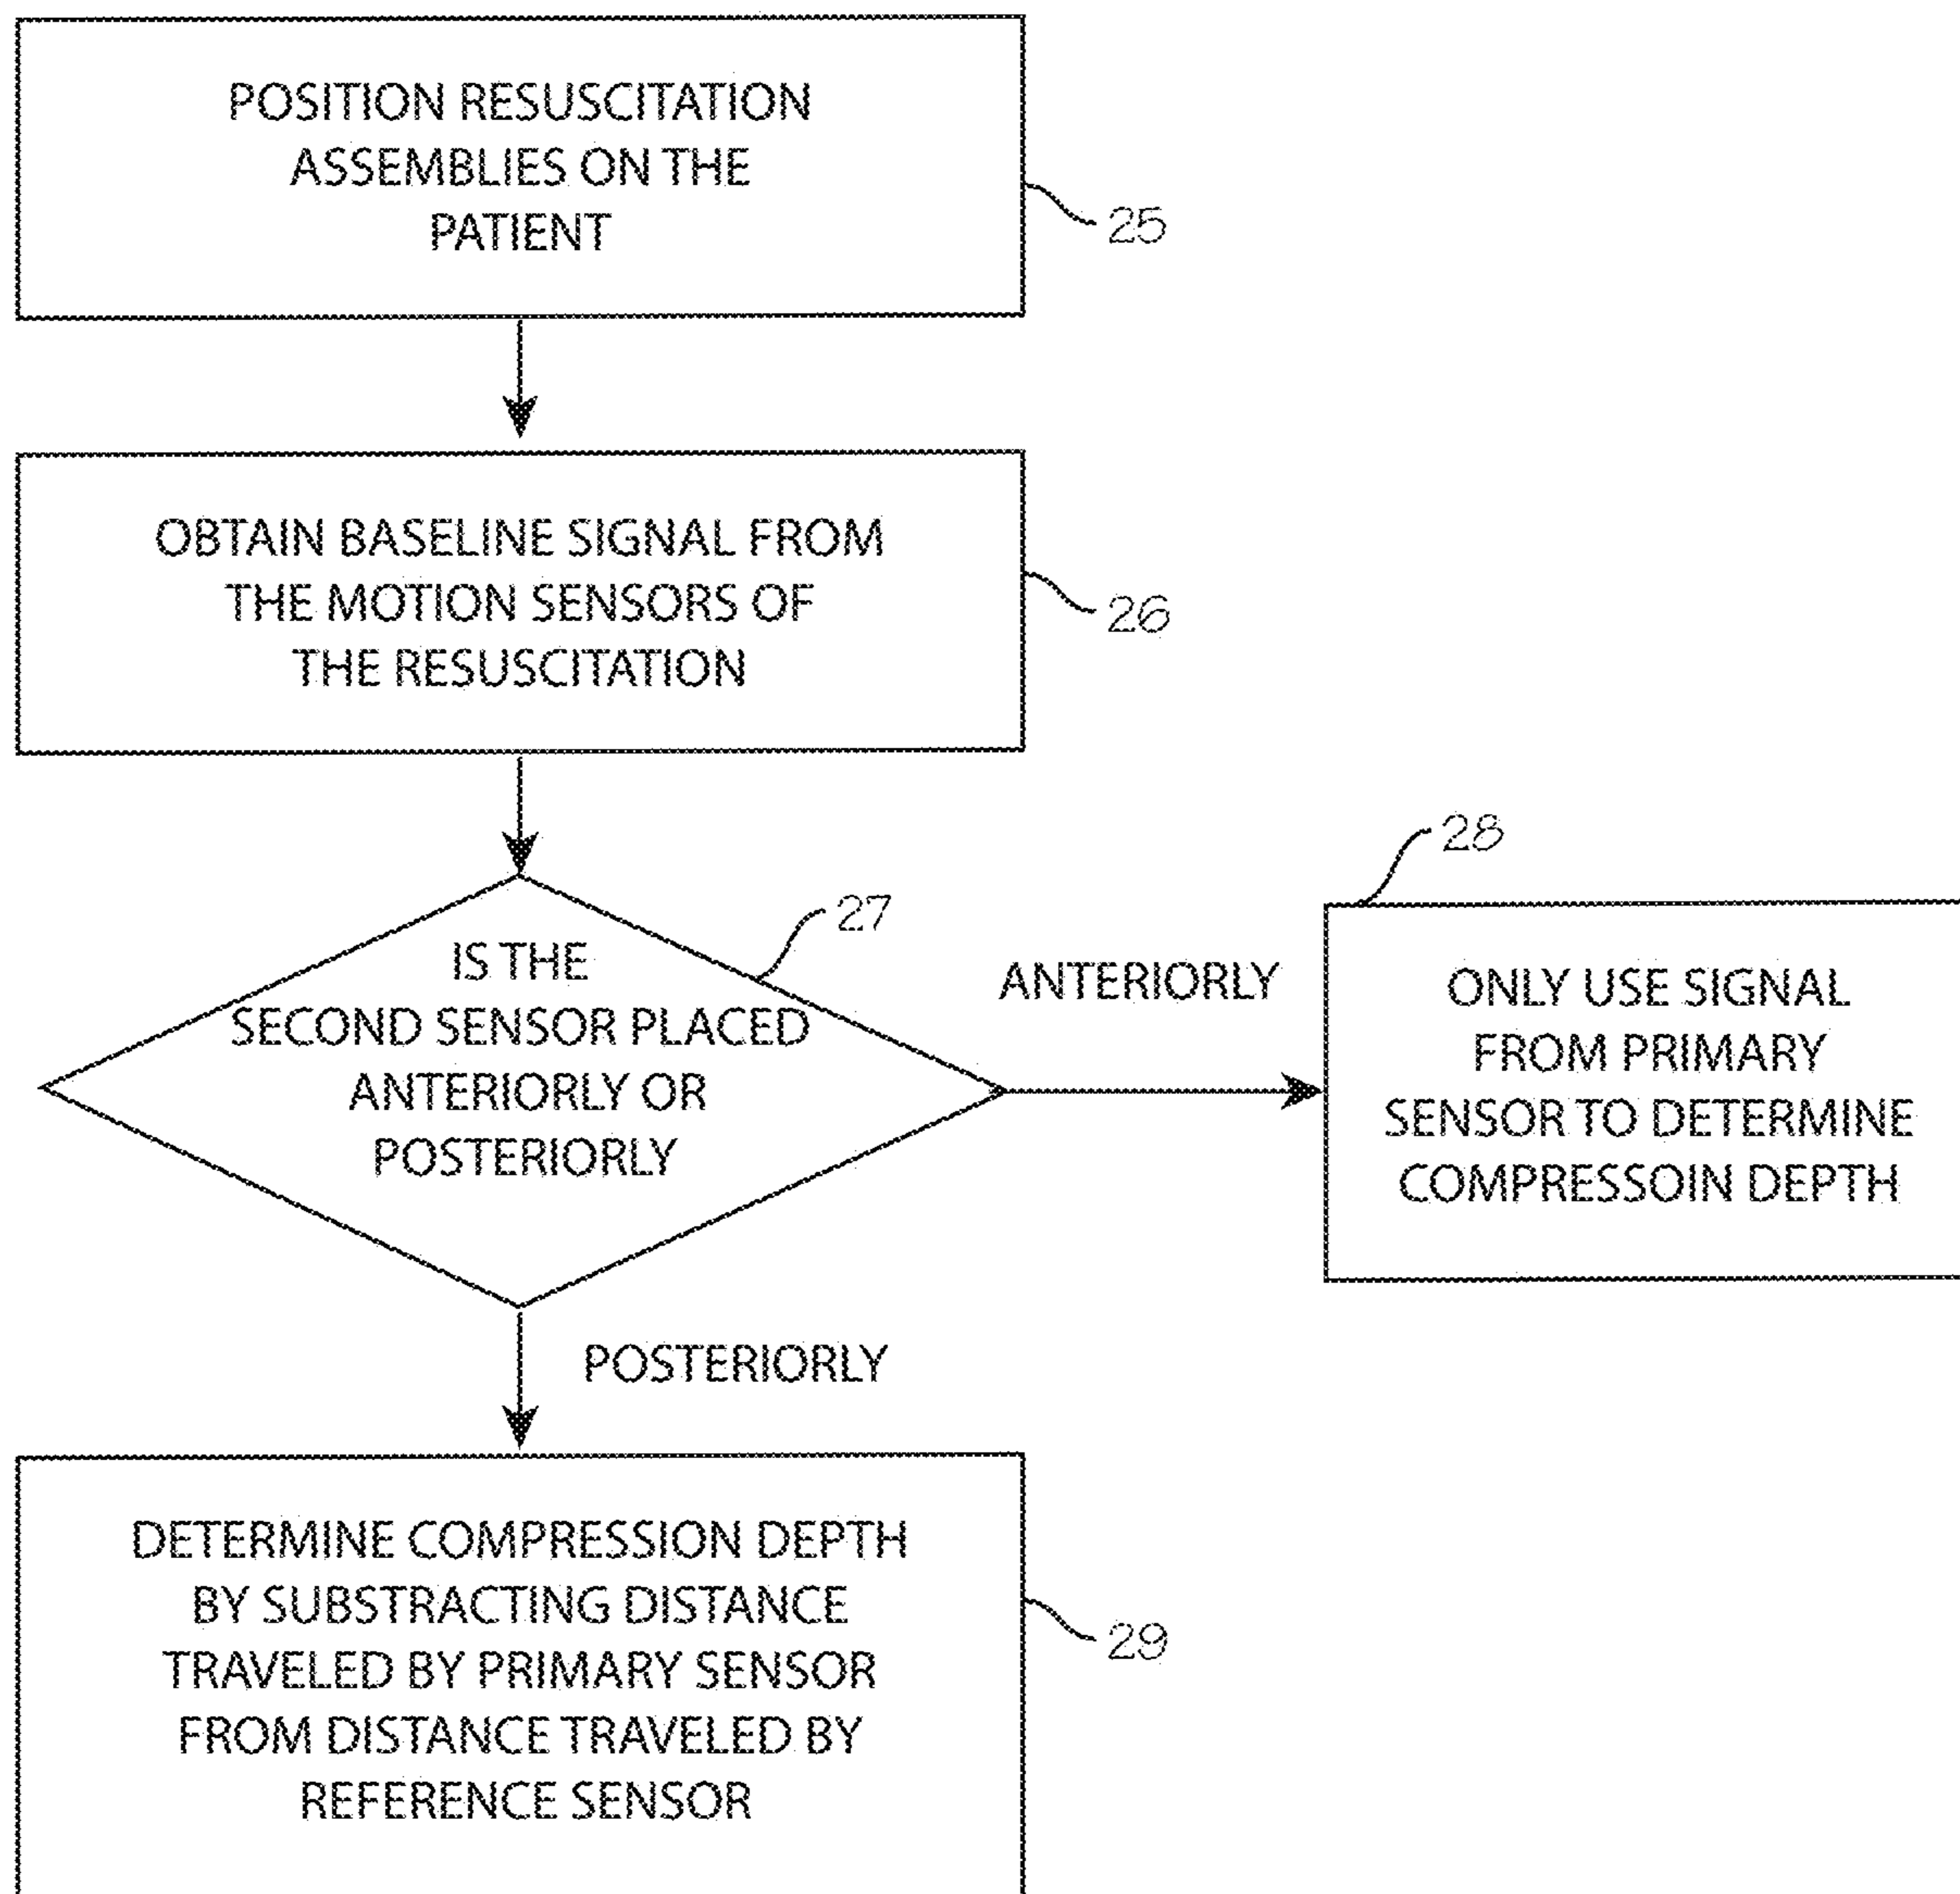 POSITION RESUSCITATION
ASSEMBLIES ON THE
PATIENT
25
OBTAIN BASELINE SIGNAL FROM
THE MOTION SENSORS OF
THE RESUSCITATION
26
IS THE
SECOND SENSOR PLACED
ANTERIORLY OR
POSTERIORLY
27
ANTERIORLY
28
ONLY USE SIGNAL
FROM PRIMARY
SENSOR TO DETERMINE
COMPRESSOIN DEPTH
POSTERIORLY
DETERMINE COMPRESSION DEPTH
BY SUBSTRACTING DISTANCE
TRAVELED BY PRIMARY SENSOR
FROM DISTANCE TRAVELED BY
REFERENCE SENSOR
29